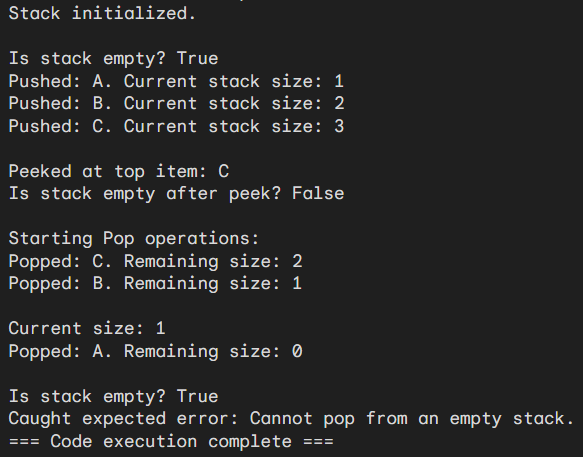 Stack initialized.
Is stack empty? True
Pushed: A. Current stack size: 1
Pushed: B. Current stack size: 2
Pushed: C. Current stack size: 3
Peeked at top item: C
Is stack empty after peek? False
Starting Pop operations:
Popped: C. Remaining size: 2
Popped: B. Remaining size: 1
Current size: 1
Popped: A. Remaining size: 0
Is stack empty? True
Caught expected error: Cannot pop from an empty stack.
=== Code execution complete ===